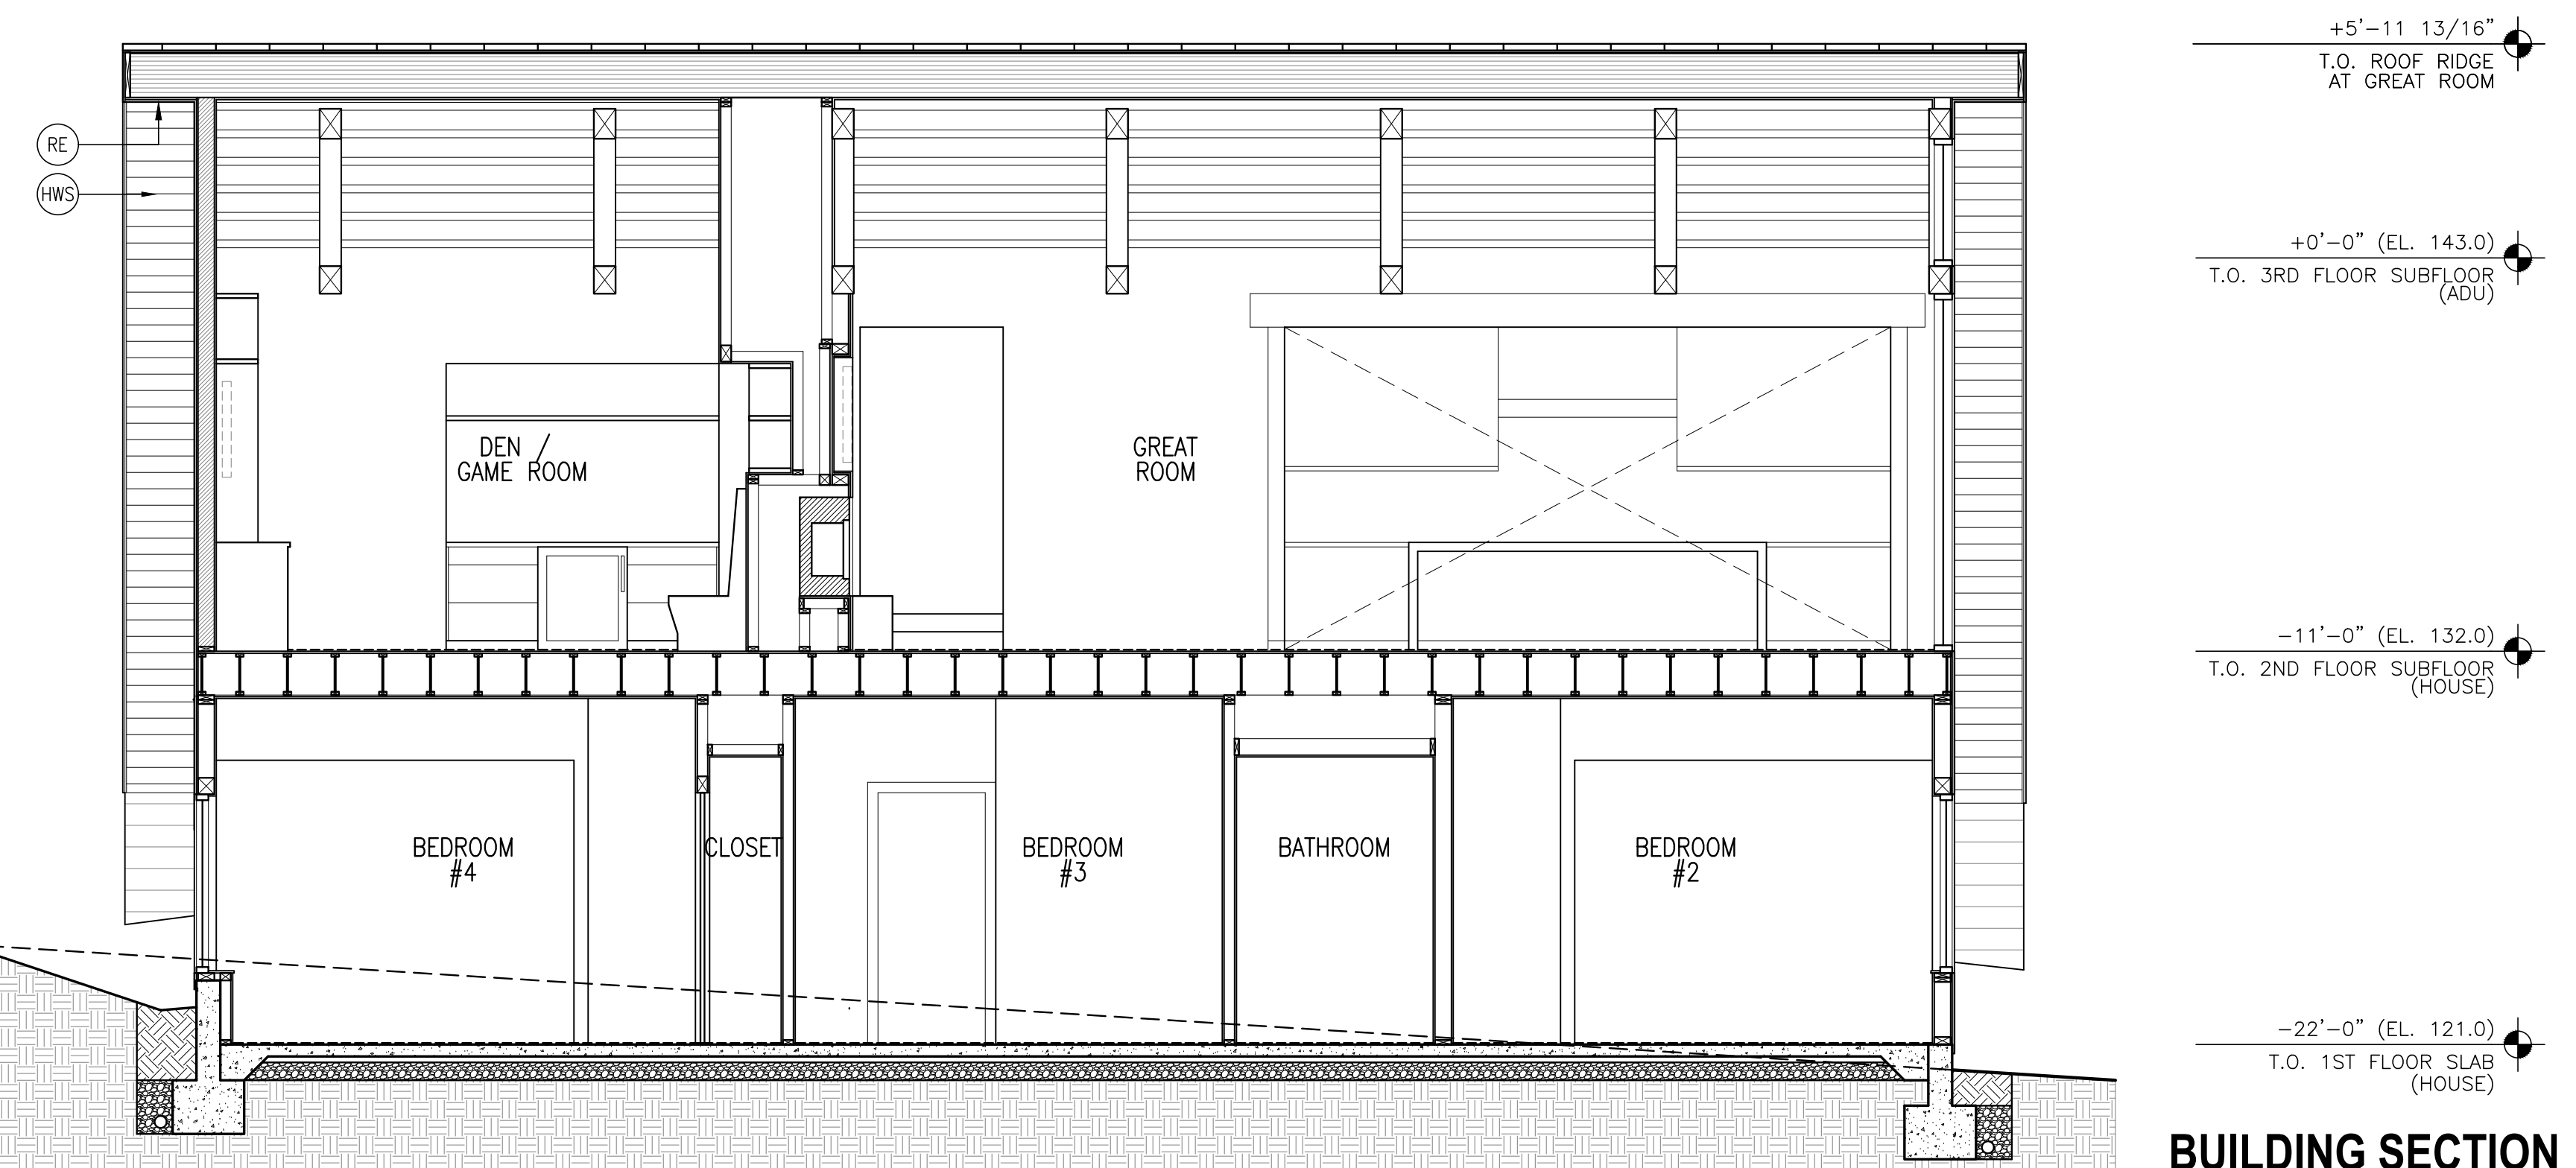 +5'-11 13/16"
T.O. ROOF RIDGE
AT GREAT ROOM
RE
HWS
+0'-0" (EL. 143.0)
T.O. 3RD FLOOR SUBFLOOR
(ADU)
DEN /
GAME ROOM
GREAT
ROOM
-11'-0" (EL. 132.0)
T.O. 2ND FLOOR SUBFLOOR
(HOUSE)
BEDROOM
#4
CLOSET
BEDROOM
#3
BATHROOM
BEDROOM
#2
-22'-0" (EL. 121.0)
T.O. 1ST FLOOR SLAB
(HOUSE)
BUILDING SECTION